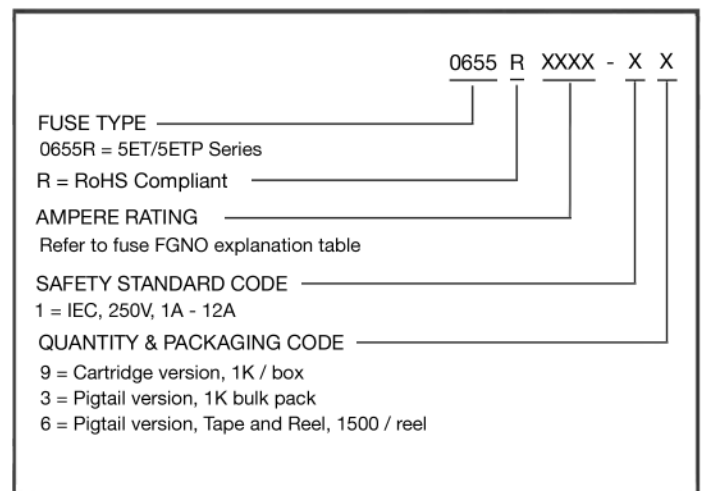 0655 R XXXX - X X
FUSE TYPE
0655R = 5ET/5ETP Series
R = RoHS Compliant
AMPERE RATING
Refer to fuse FGNO explanation table
SAFETY STANDARD CODE
1 = IEC, 250V, 1A - 12A
QUANTITY & PACKAGING CODE
9 = Cartridge version, 1K / box
3 = Pigtail version, 1K bulk pack
6 = Pigtail version, Tape and Reel, 1500 / reel